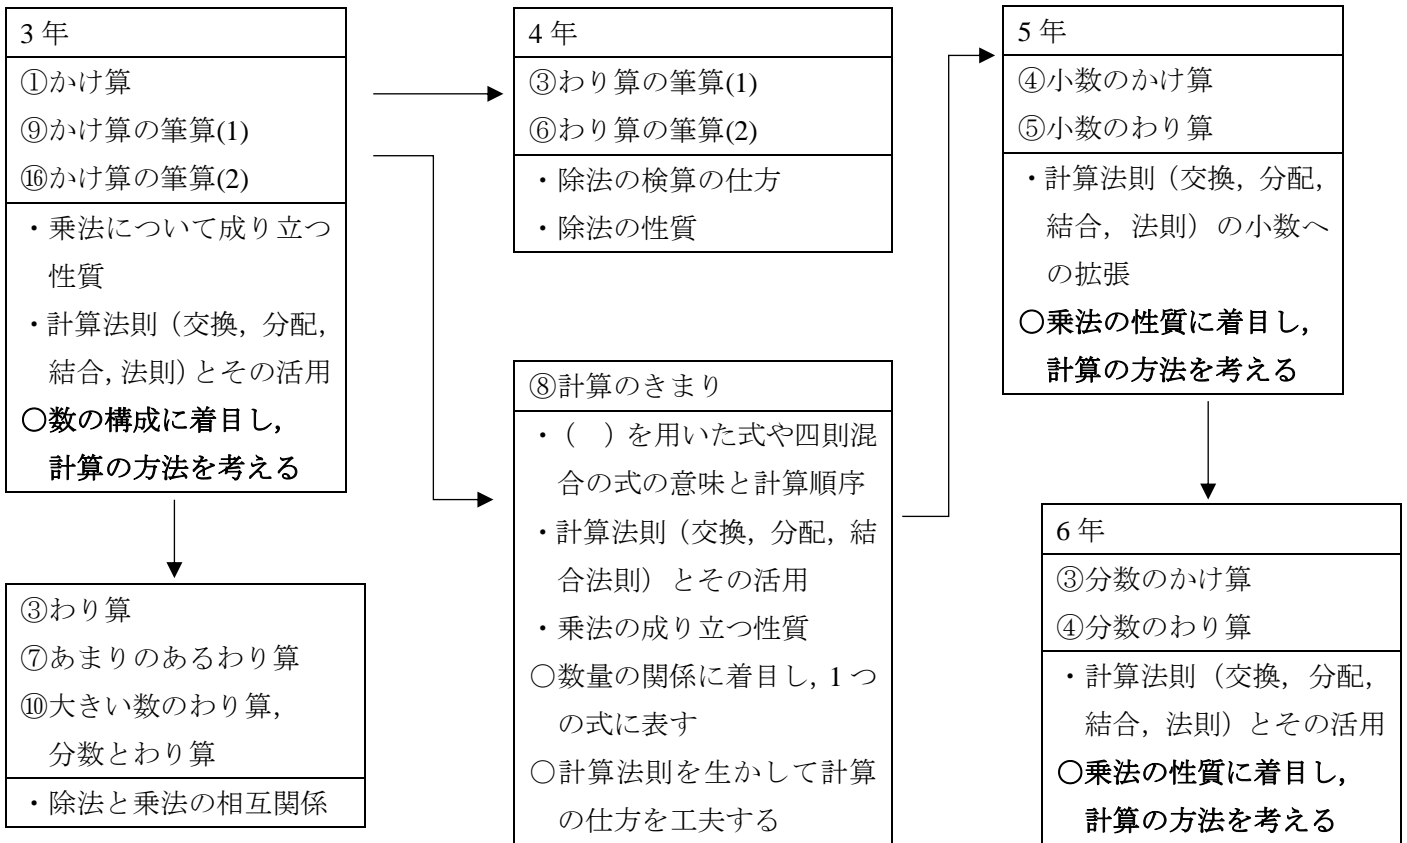 3 年
①かけ算
⑨かけ算の筆算(1)
⑯かけ算の筆算(2)
・乗法について成り立つ
性質
・計算法則（交換，分配，
結合，法則）とその活用
〇数の構成に着目し，
計算の方法を考える
③わり算
⑦あまりのあるわり算
⑩大きい数のわり算，
分数とわり算
・除法と乗法の相互関係
4 年
③わり算の筆算(1)
⑥わり算の筆算(2)
・除法の検算の仕方
・除法の性質
⑧計算のきまり
・（　）を用いた式や四則混
合の式の意味と計算順序
・計算法則（交換，分配，結
合法則）とその活用
・乗法の成り立つ性質
〇数量の関係に着目し，1 つ
の式に表す
〇計算法則を生かして計算
の仕方を工夫する
5 年
④小数のかけ算
⑤小数のわり算
・計算法則（交換，分配，
結合，法則）の小数へ
の拡張
〇乗法の性質に着目し，
計算の方法を考える
6 年
③分数のかけ算
④分数のわり算
・計算法則（交換，分配，
結合，法則）とその活用
〇乗法の性質に着目し，
計算の方法を考える